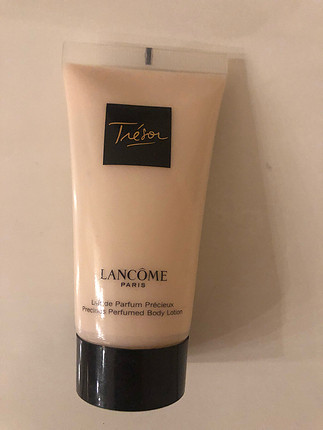 Trésor
LANCÔME
PARIS
Lait de Parfum Précieux
Precious Perfumed Body Lotion